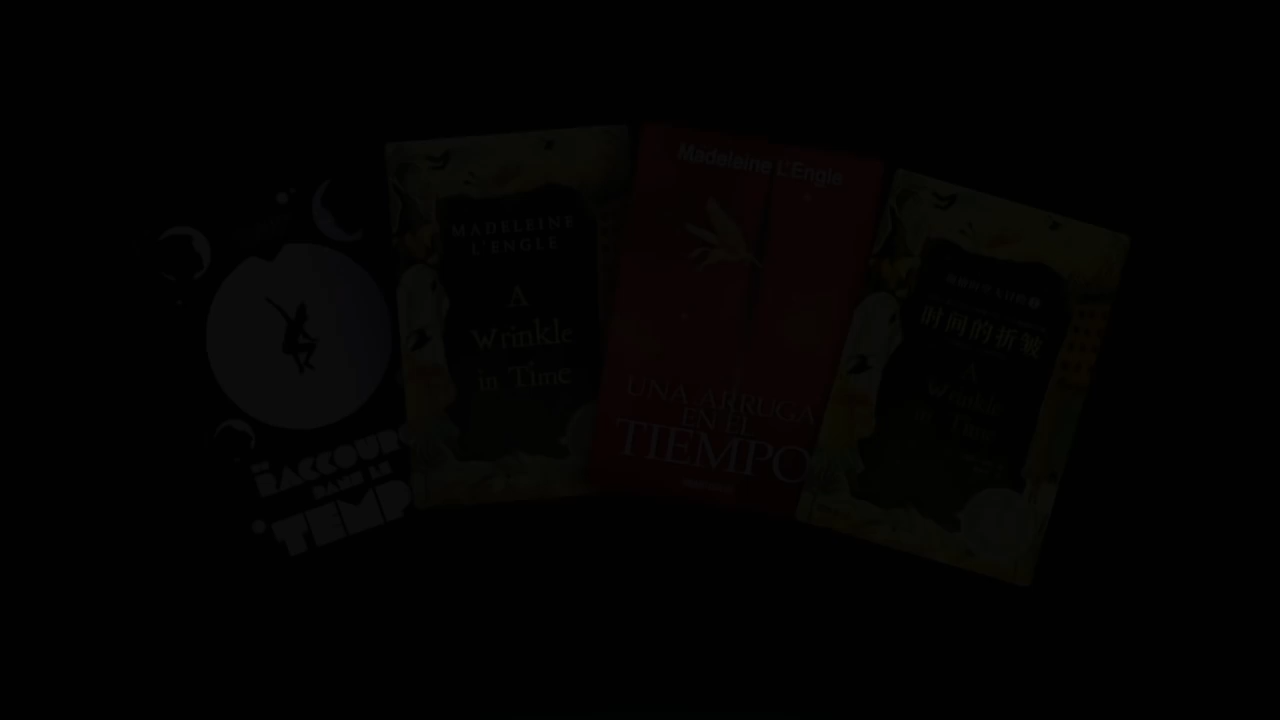 RACCOURCI
DANS LE
TEMPS
MADELEINE
L'ENGLE
A
Wrinkle
in Time
Madeleine L'Engle
UNA ARRUGA
EN EL
TIEMPO
时间的折皱
A
Wrinkle
in Time